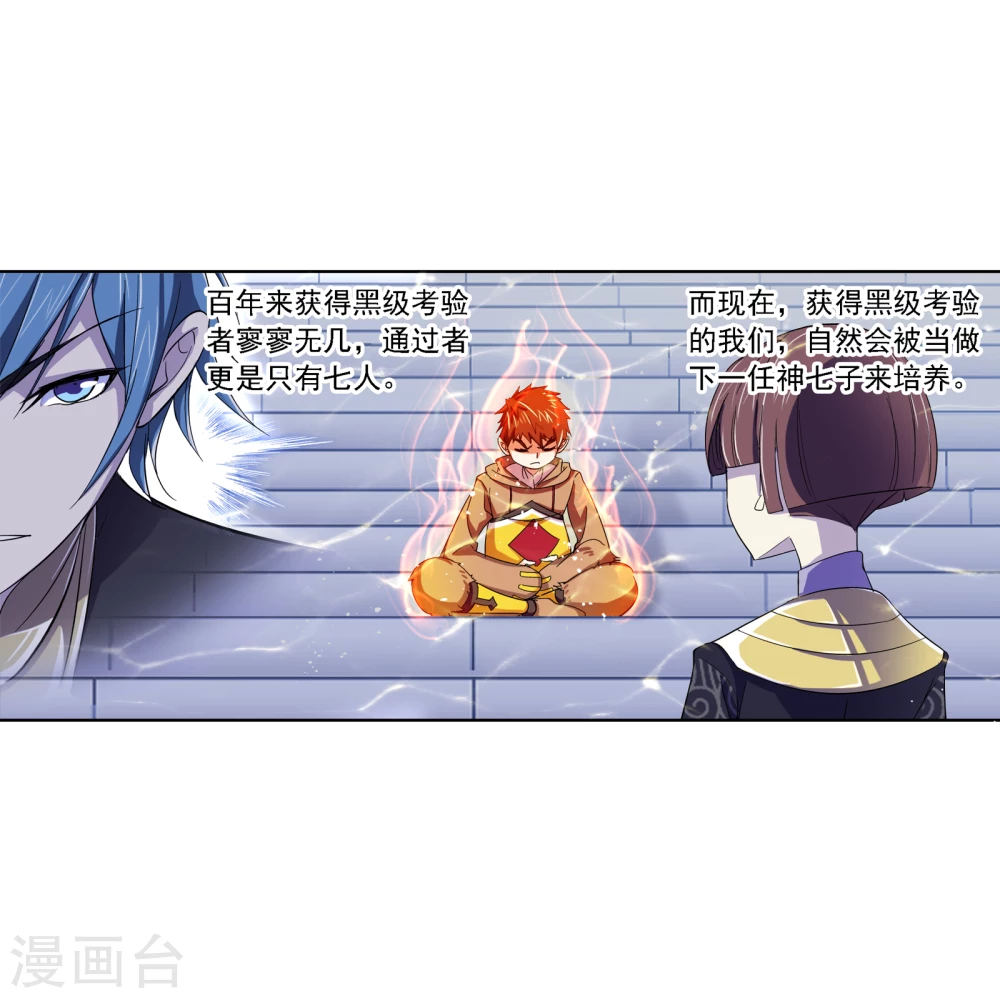 百年来获得黑级考验
者寥寥无几，通过者
更是只有七人。
而现在，获得黑级考验
的我们，自然会被当做
下一任神七子来培养。
漫画台